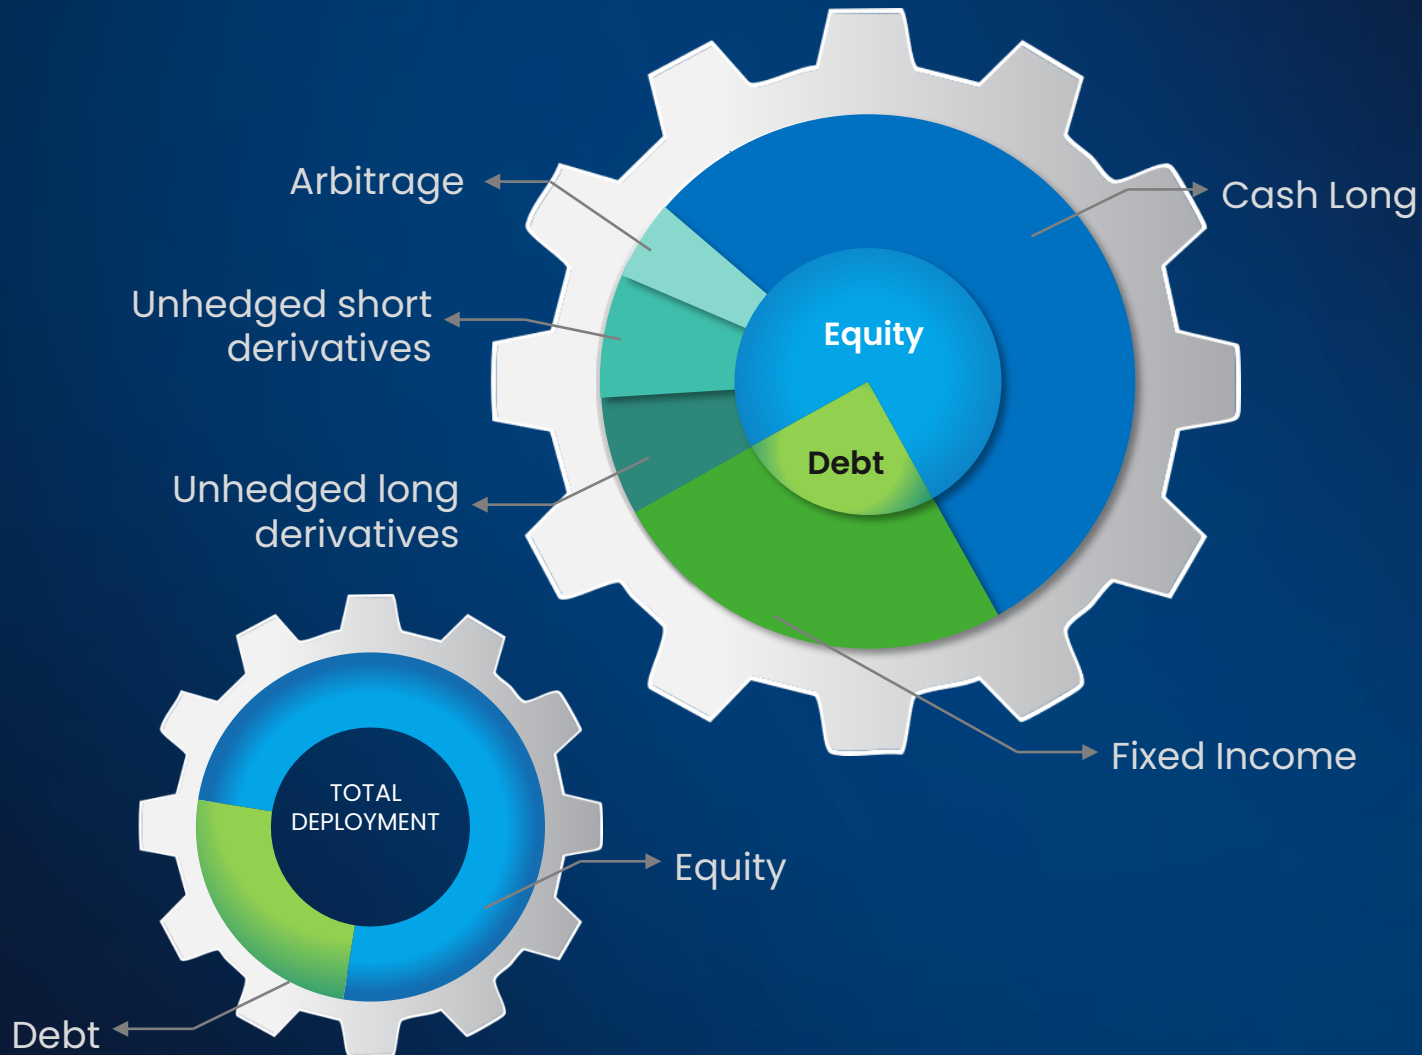 Arbitrage
Cash Long
Unhedged short
derivatives
Equity
Debt
Unhedged long
derivatives
Fixed Income
TOTAL
DEPLOYMENT
Equity
Debt